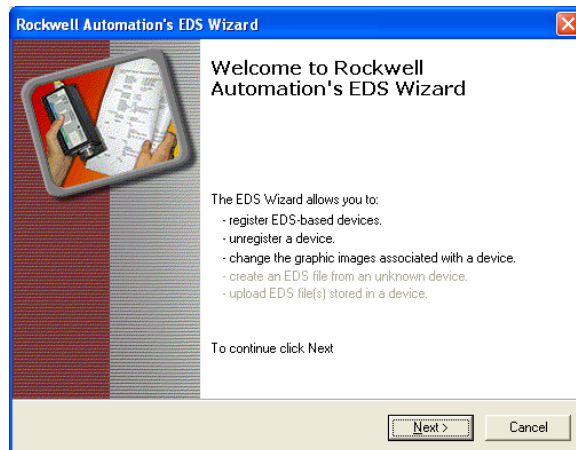 Rockwell Automation's EDS Wizard
Welcome to Rockwell
Automation's EDS Wizard
The EDS Wizard allows you to:
- register EDS-based devices.
- unregister a device.
- change the graphic images associated with a device.
- create an EDS file from an unknown device.
- upload EDS file(s) stored in a device.
To continue click Next
Next >
Cancel